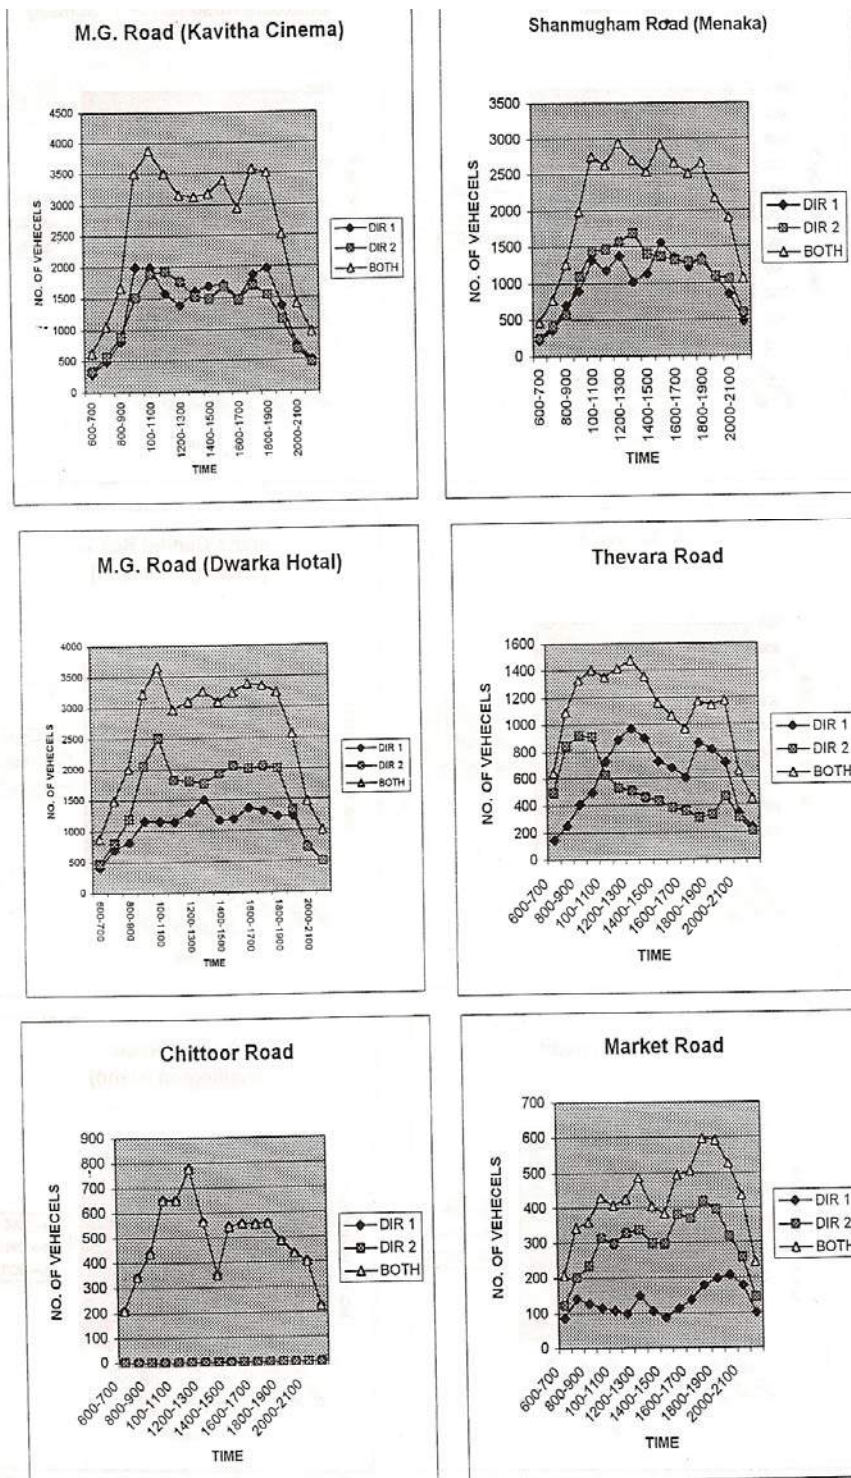 M.G. Road (Kavitha Cinema)
4500
4000
3500
3000
2500
2000
1500
1000
500
0
NO. OF VEHECELS
600-700
800-900
100-1100
1200-1300
1400-1500
1600-1700
1800-1900
2000-2100
TIME
DIR 1
DIR 2
BOTH
Shanmugham Road (Menaka)
3500
3000
2500
2000
1500
1000
500
0
NO. OF VEHECELS
600-700
800-900
100-1100
1200-1300
1400-1500
1600-1700
1800-1900
2000-2100
TIME
DIR 1
DIR 2
BOTH
M.G. Road (Dwarka Hotal)
4000
3500
3000
2500
2000
1500
1000
500
0
NO. OF VEHECELS
600-700
800-900
100-1100
1200-1300
1400-1500
1600-1700
1800-1900
2000-2100
TIME
DIR 1
DIR 2
BOTH
Thevara Road
1600
1400
1200
1000
800
600
400
200
0
NO. OF VEHECELS
600-700
800-900
100-1100
1200-1300
1400-1500
1600-1700
1800-1900
2000-2100
TIME
DIR 1
DIR 2
BOTH
Chittoor Road
900
800
700
600
500
400
300
200
100
0
NO. OF VEHECELS
600-700
800-900
100-1100
1200-1300
1400-1500
1600-1700
1800-1900
2000-2100
TIME
DIR 1
DIR 2
BOTH
Market Road
700
600
500
400
300
200
100
0
NO. OF VEHECELS
600-700
800-900
100-1100
1200-1300
1400-1500
1600-1700
1800-1900
2000-2100
TIME
DIR 1
DIR 2
BOTH